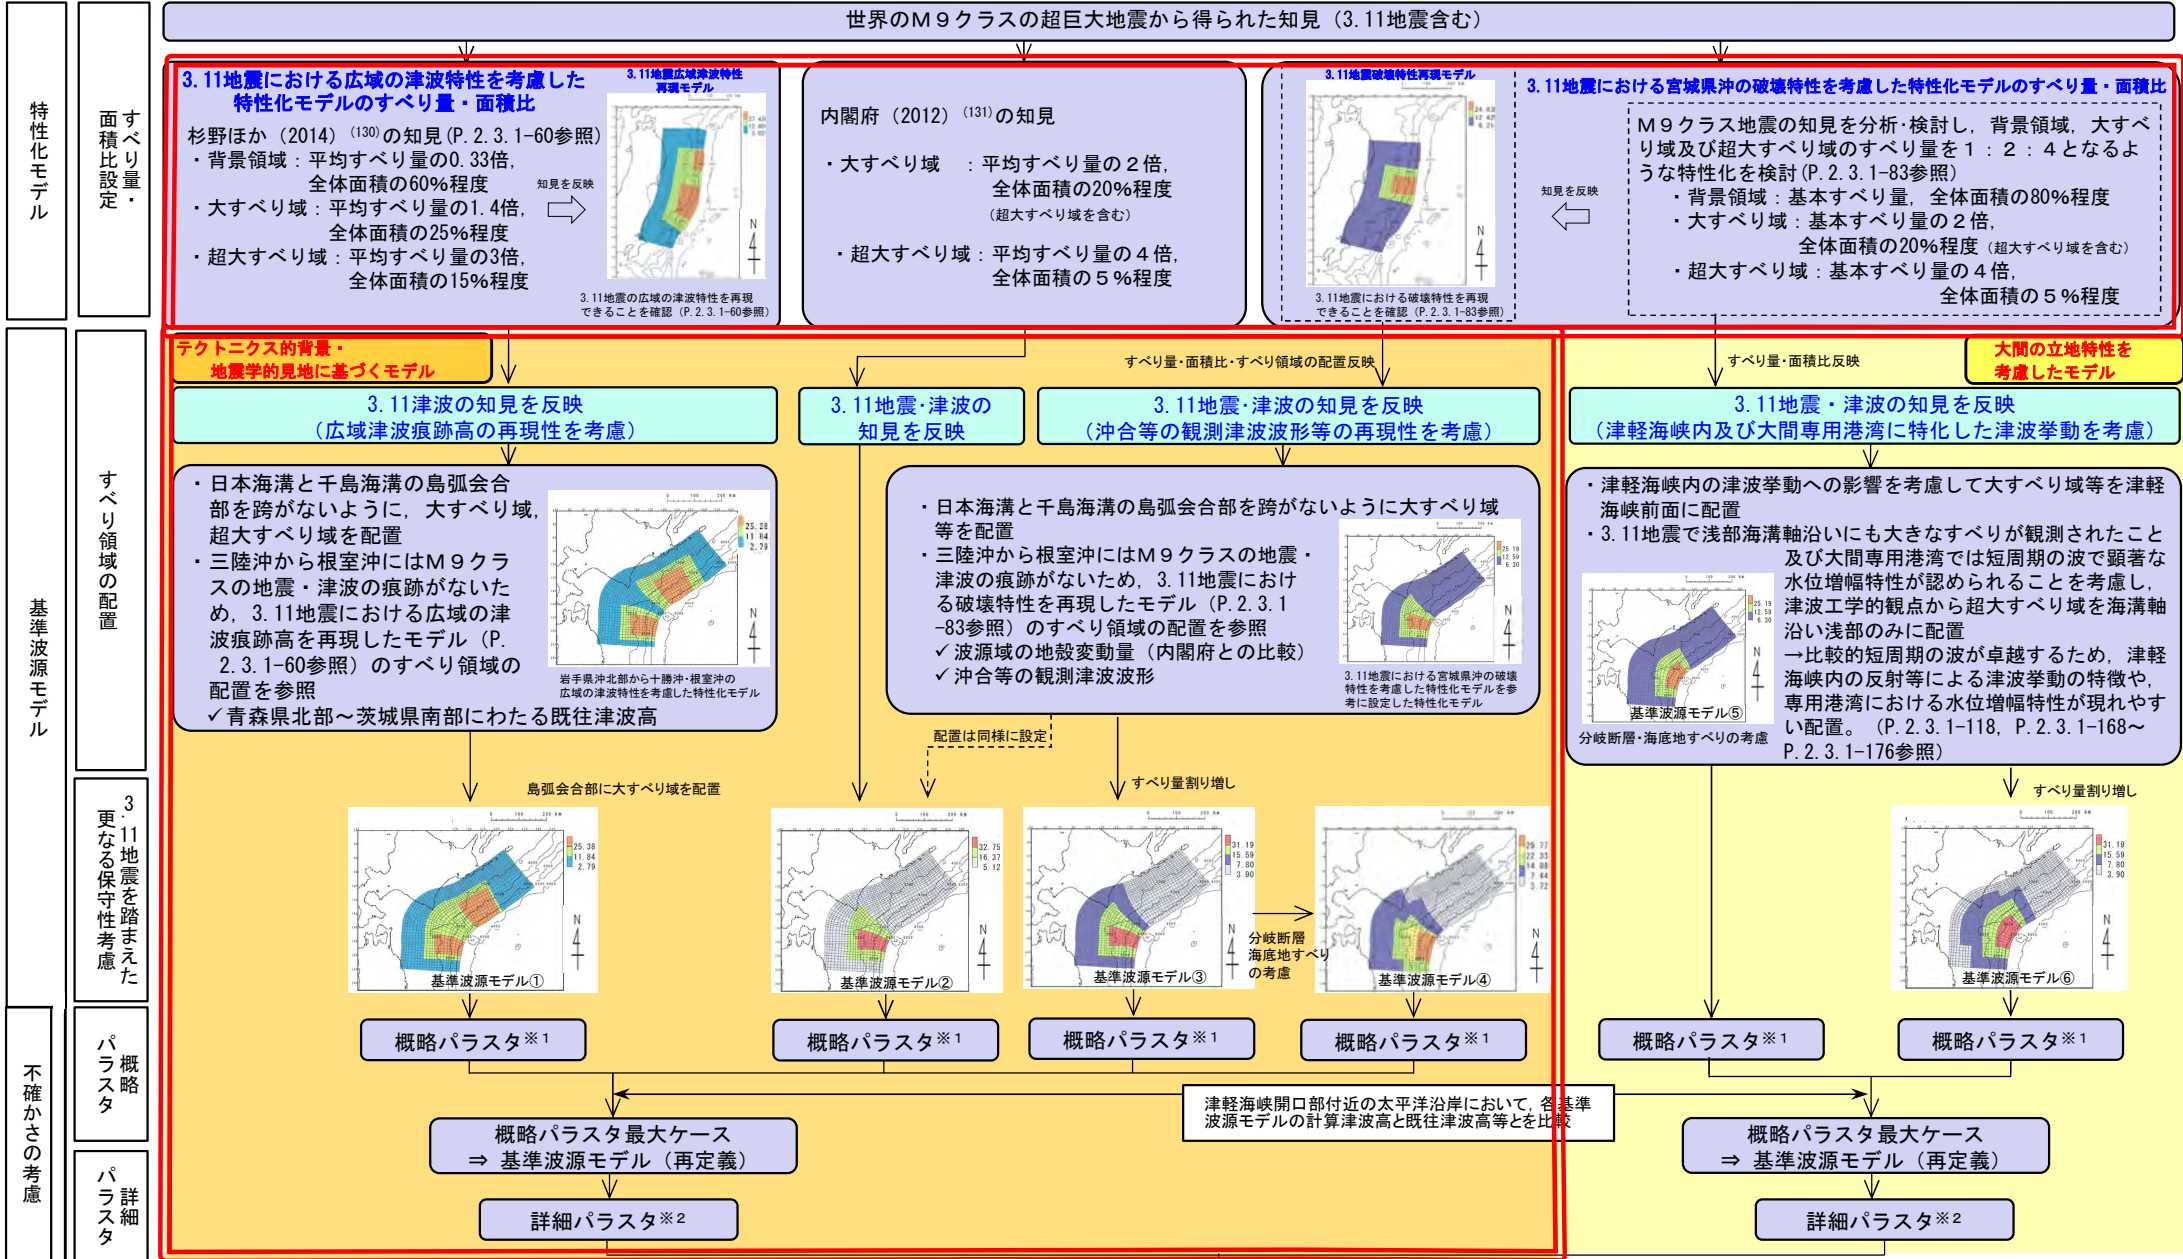 世界のM9クラスの超巨大地震から得られた知見（3.11地震含む）
特性化モデル
すべり量・
面積比設定
3.11地震における広域の津波特性を考慮した
特性化モデルのすべり量・面積比
3.11地震広域津波特性
再現モデル
杉野ほか（2014）(130)の知見(P.2.3.1-60参照)
・背景領域：平均すべり量の0.33倍,
全体面積の60%程度
・大すべり域：平均すべり量の1.4倍,
全体面積の25%程度
・超大すべり域：平均すべり量の3倍,
全体面積の15%程度
知見を反映
N
3.11地震の広域の津波特性を再現
できることを確認（P.2.3.1-60参照）
内閣府（2012）(131)の知見
・大すべり域　：平均すべり量の2倍,
全体面積の20%程度
（超大すべり域を含む）
・超大すべり域：平均すべり量の4倍,
全体面積の5%程度
3.11地震破壊特性再現モデル
N
3.11地震における破壊特性を再現
できることを確認（P.2.3.1-83参照）
知見を反映
3.11地震における宮城県沖の破壊特性を考慮した特性化モデルのすべり量・面積比
M9クラス地震の知見を分析・検討し，背景領域，大すべ
り域及び超大すべり域のすべり量を1：2：4となるよ
うな特性化を検討(P.2.3.1-83参照)
・背景領域：基本すべり量，全体面積の80%程度
・大すべり域：基本すべり量の2倍,
全体面積の20%程度（超大すべり域を含む）
・超大すべり域：基本すべり量の4倍,
全体面積の5%程度
基準波源モデル
すべり領域の配置
テクトニクス的背景・
地震学的見地に基づくモデル
すべり量・面積比・すべり領域の配置反映
すべり量・面積比反映
大間の立地特性を
考慮したモデル
3.11津波の知見を反映
（広域津波痕跡高の再現性を考慮）
3.11地震・津波の
知見を反映
3.11地震・津波の知見を反映
（沖合等の観測津波波形等の再現性を考慮）
3.11地震・津波の知見を反映
（津軽海峡内及び大間専用港湾に特化した津波挙動を考慮）
・日本海溝と千島海溝の島弧会合
部を跨がないように，大すべり域，
超大すべり域を配置
・三陸沖から根室沖にはM9クラ
スの地震・津波の痕跡がないた
め，3.11地震における広域の津
波痕跡高を再現したモデル（P.
2.3.1-60参照）のすべり領域の
配置を参照
✓青森県北部～茨城県南部にわたる既往津波高
25.38
11.84
2.79
N
岩手県沖北部から十勝沖・根室沖の
広域の津波特性を考慮した特性化モデル
・日本海溝と千島海溝の島弧会合部を跨がないように大すべり域
等を配置
・三陸沖から根室沖にはM9クラスの地震・
津波の痕跡がないため，3.11地震におけ
る破壊特性を再現したモデル（P.2.3.1
-83参照）のすべり領域の配置を参照
✓波源域の地殻変動量（内閣府との比較）
✓沖合等の観測津波波形
25.19
12.59
6.30
N
3.11地震における宮城県沖の破壊
特性を考慮した特性化モデルを参
考に設定した特性化モデル
・津軽海峡内の津波挙動への影響を考慮して大すべり域等を津軽
海峡前面に配置
・3.11地震で浅部海溝軸沿いにも大きなすべりが観測されたこと
及び大間専用港湾では短周期の波で顕著な
水位増幅特性が認められることを考慮し，
津波工学的観点から超大すべり域を海溝軸
沿い浅部のみに配置
→比較的短周期の波が卓越するため，津軽
海峡内の反射等による津波挙動の特徴や，
専用港湾における水位増幅特性が現れやす
い配置。（P.2.3.1-118，P.2.3.1-168～
P.2.3.1-176参照）
25.19
12.59
6.30
N
基準波源モデル⑤
分岐断層・海底地すべりの考慮
配置は同様に設定
3.11地震を踏まえた
更なる保守性考慮
島弧会合部に大すべり域を配置
すべり量割り増し
すべり量割り増し
25.38
11.84
2.79
N
基準波源モデル①
32.75
16.37
5.12
N
基準波源モデル②
31.19
15.59
7.80
3.90
N
基準波源モデル③
分岐断層
海底地すべり
の考慮
29.77
22.33
14.88
7.44
3.72
N
基準波源モデル④
31.19
15.59
7.80
3.90
N
基準波源モデル⑥
不確かさの考慮
概略
パラスタ
概略パラスタ※1
概略パラスタ※1
概略パラスタ※1
概略パラスタ※1
概略パラスタ※1
概略パラスタ※1
津軽海峡開口部付近の太平洋沿岸において，各基準
波源モデルの計算津波高と既往津波高等とを比較
概略パラスタ最大ケース
⇒ 基準波源モデル（再定義）
概略パラスタ最大ケース
⇒ 基準波源モデル（再定義）
詳細
パラスタ
詳細パラスタ※2
詳細パラスタ※2